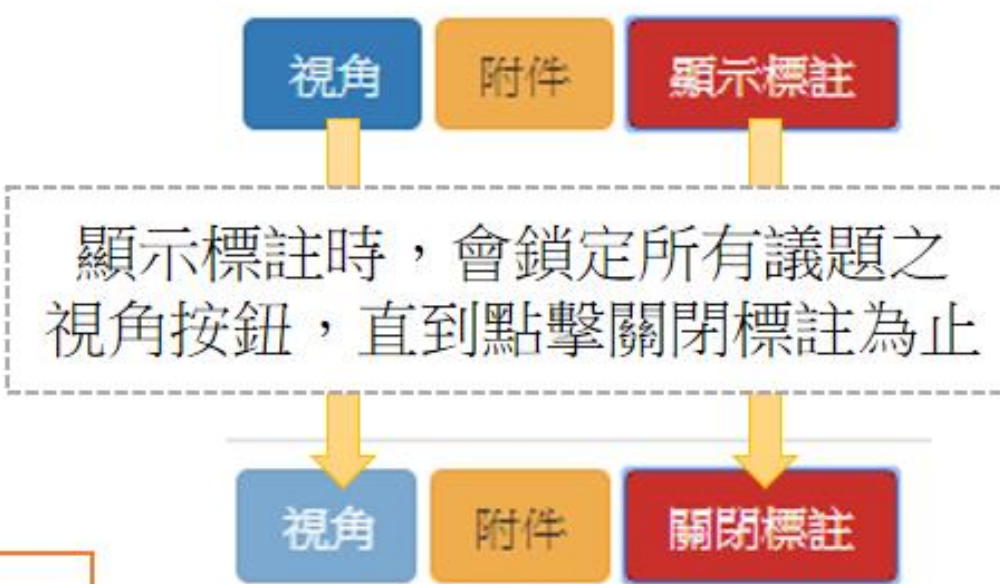 視角 附件 顯示標註
顯示標註時，會鎖定所有議題之
視角按鈕，直到點擊關閉標註為止
視角 附件 關閉標註